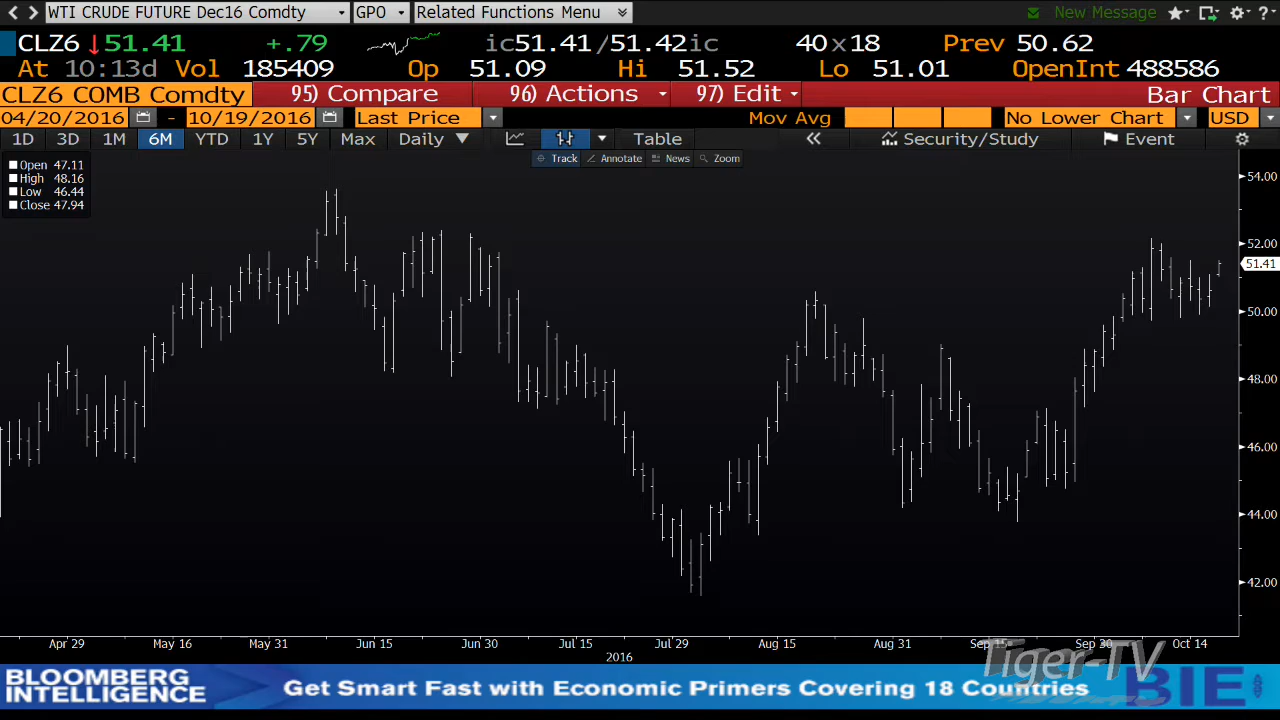 WTI CRUDE FUTURE Dec16 Comdty GPO Related Functions Menu New Message
CLZ6 ↓51.41 +.79 ic51.41/51.42ic 40x18 Prev 50.62
At 10:13d Vol 185409 Op 51.09 Hi 51.52 Lo 51.01 OpenInt 488586
CLZ6 COMB Comdty 95) Compare 96) Actions 97) Edit Bar Chart
04/20/2016 - 10/19/2016 Last Price Mov Avg No Lower Chart USD
1D 3D 1M 6M YTD 1Y 5Y Max Daily ▼ Table « Security/Study Event
Track Annotate News Zoom
Open 47.11
High 48.16
Low 46.44
Close 47.94
54.00
52.00
51.41
50.00
48.00
46.00
44.00
42.00
Apr 29 May 16 May 31 Jun 15 Jun 30 Jul 15 Jul 29 Aug 15 Aug 31 Sep 15 Sep 30 Oct 14
2016
Tiger-TV
BLOOMBERG
INTELLIGENCE
Get Smart Fast with Economic Primers Covering 18 Countries
BIE